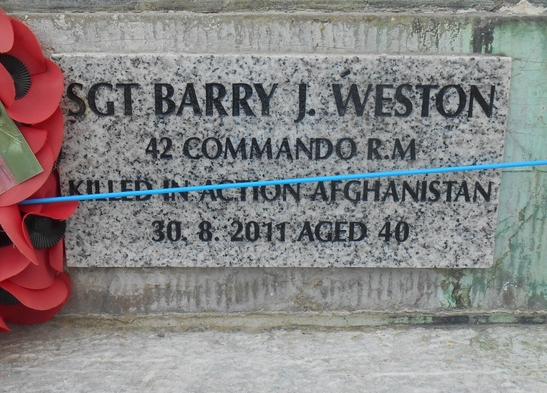 SGT BARRY J. WESTON
42 COMMANDO R.M
KILLED IN ACTION AFGHANISTAN
30. 8. 2011 AGED 40